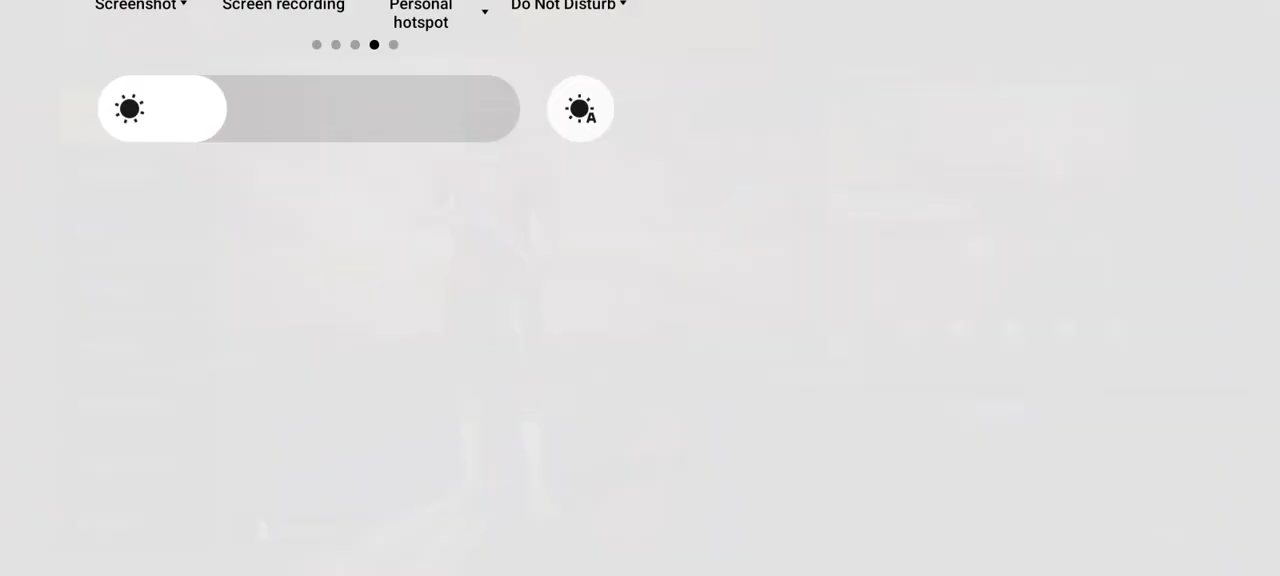 Screenshot
Screen recording
Personal
hotspot
Do Not Disturb
A